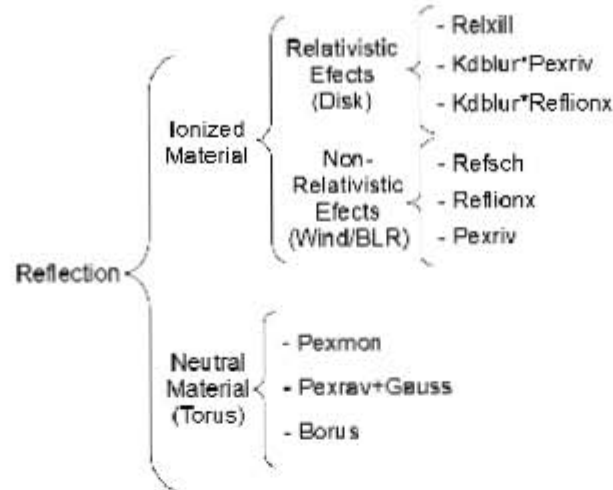 Reflection
Ionized
Material
Relativistic
Efects
(Disk)
- Relxill
- Kdblur*Pexriv
- Kdblur*Reflionx
Non-
Relativistic
Efects
(Wind/BLR)
- Refsch
- Reflionx
- Pexriv
Neutral
Material
(Torus)
- Pexmon
- Pexrav+Gauss
- Borus